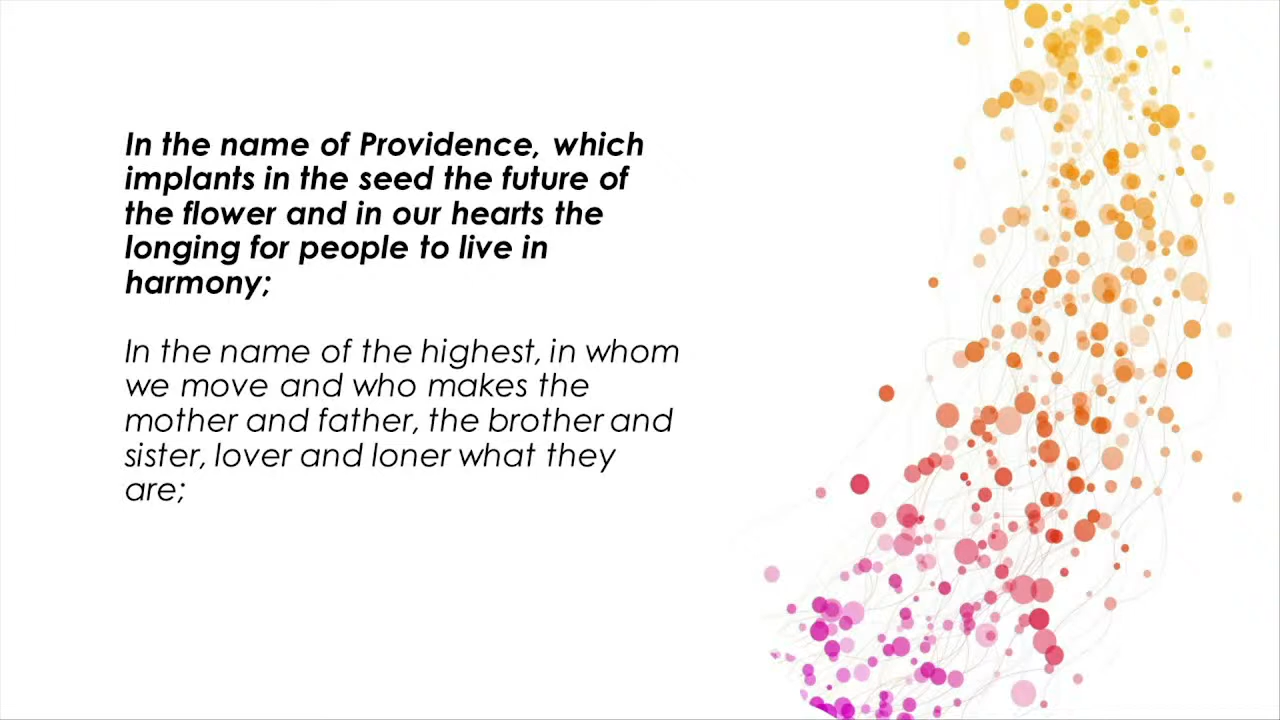 In the name of Providence, which
implants in the seed the future of
the flower and in our hearts the
longing for people to live in
harmony;
In the name of the highest, in whom
we move and who makes the
mother and father, the brother and
sister, lover and loner what they
are;